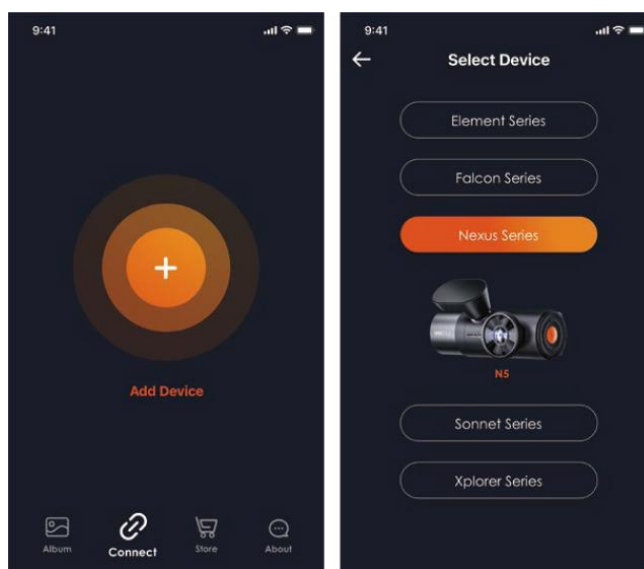 9:41
Add Device
Album
Connect
Store
About
9:41
Select Device
Element Series
Falcon Series
Nexus Series
N5
Sonnet Series
Xplorer Series